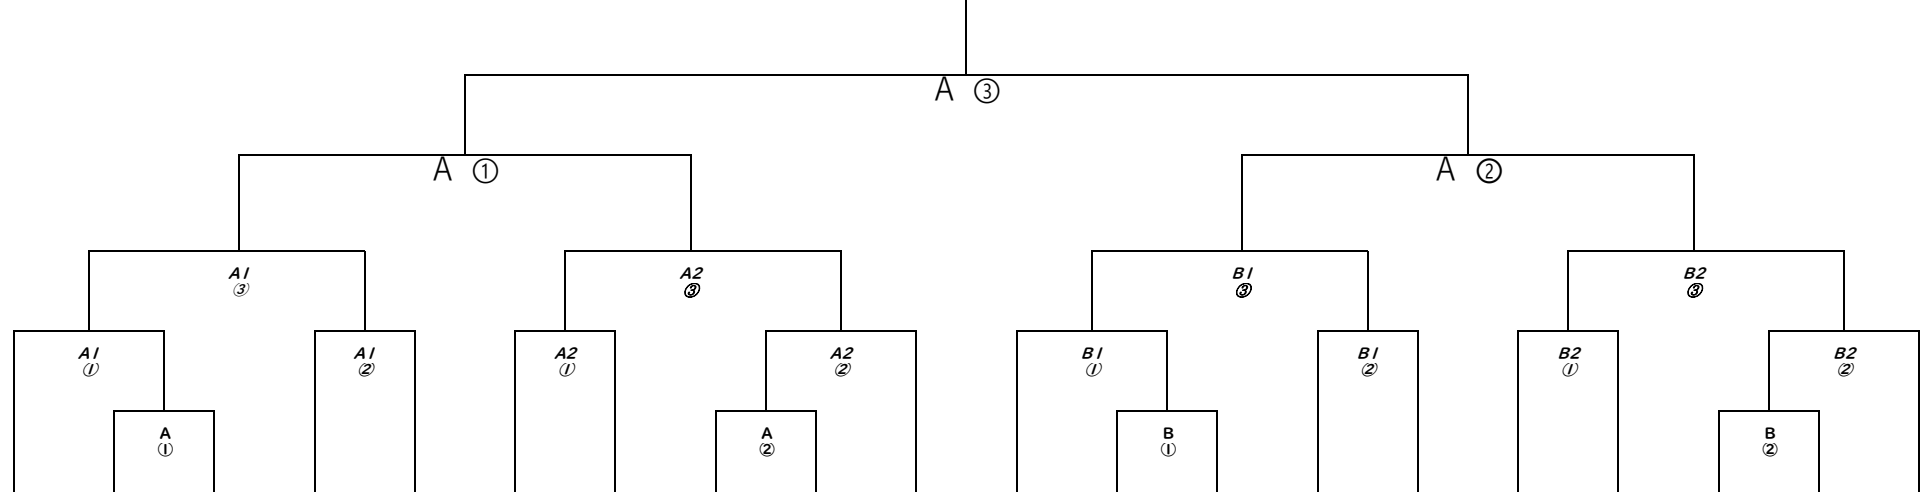 A ③
A ① A ②
A1 A2 B1 B2
③ ③ ③ ③
A1 A1 A2 A2 B1 B1 B2 B2
① ② ① ② ① ② ① ②
A A B B
① ② ① ②